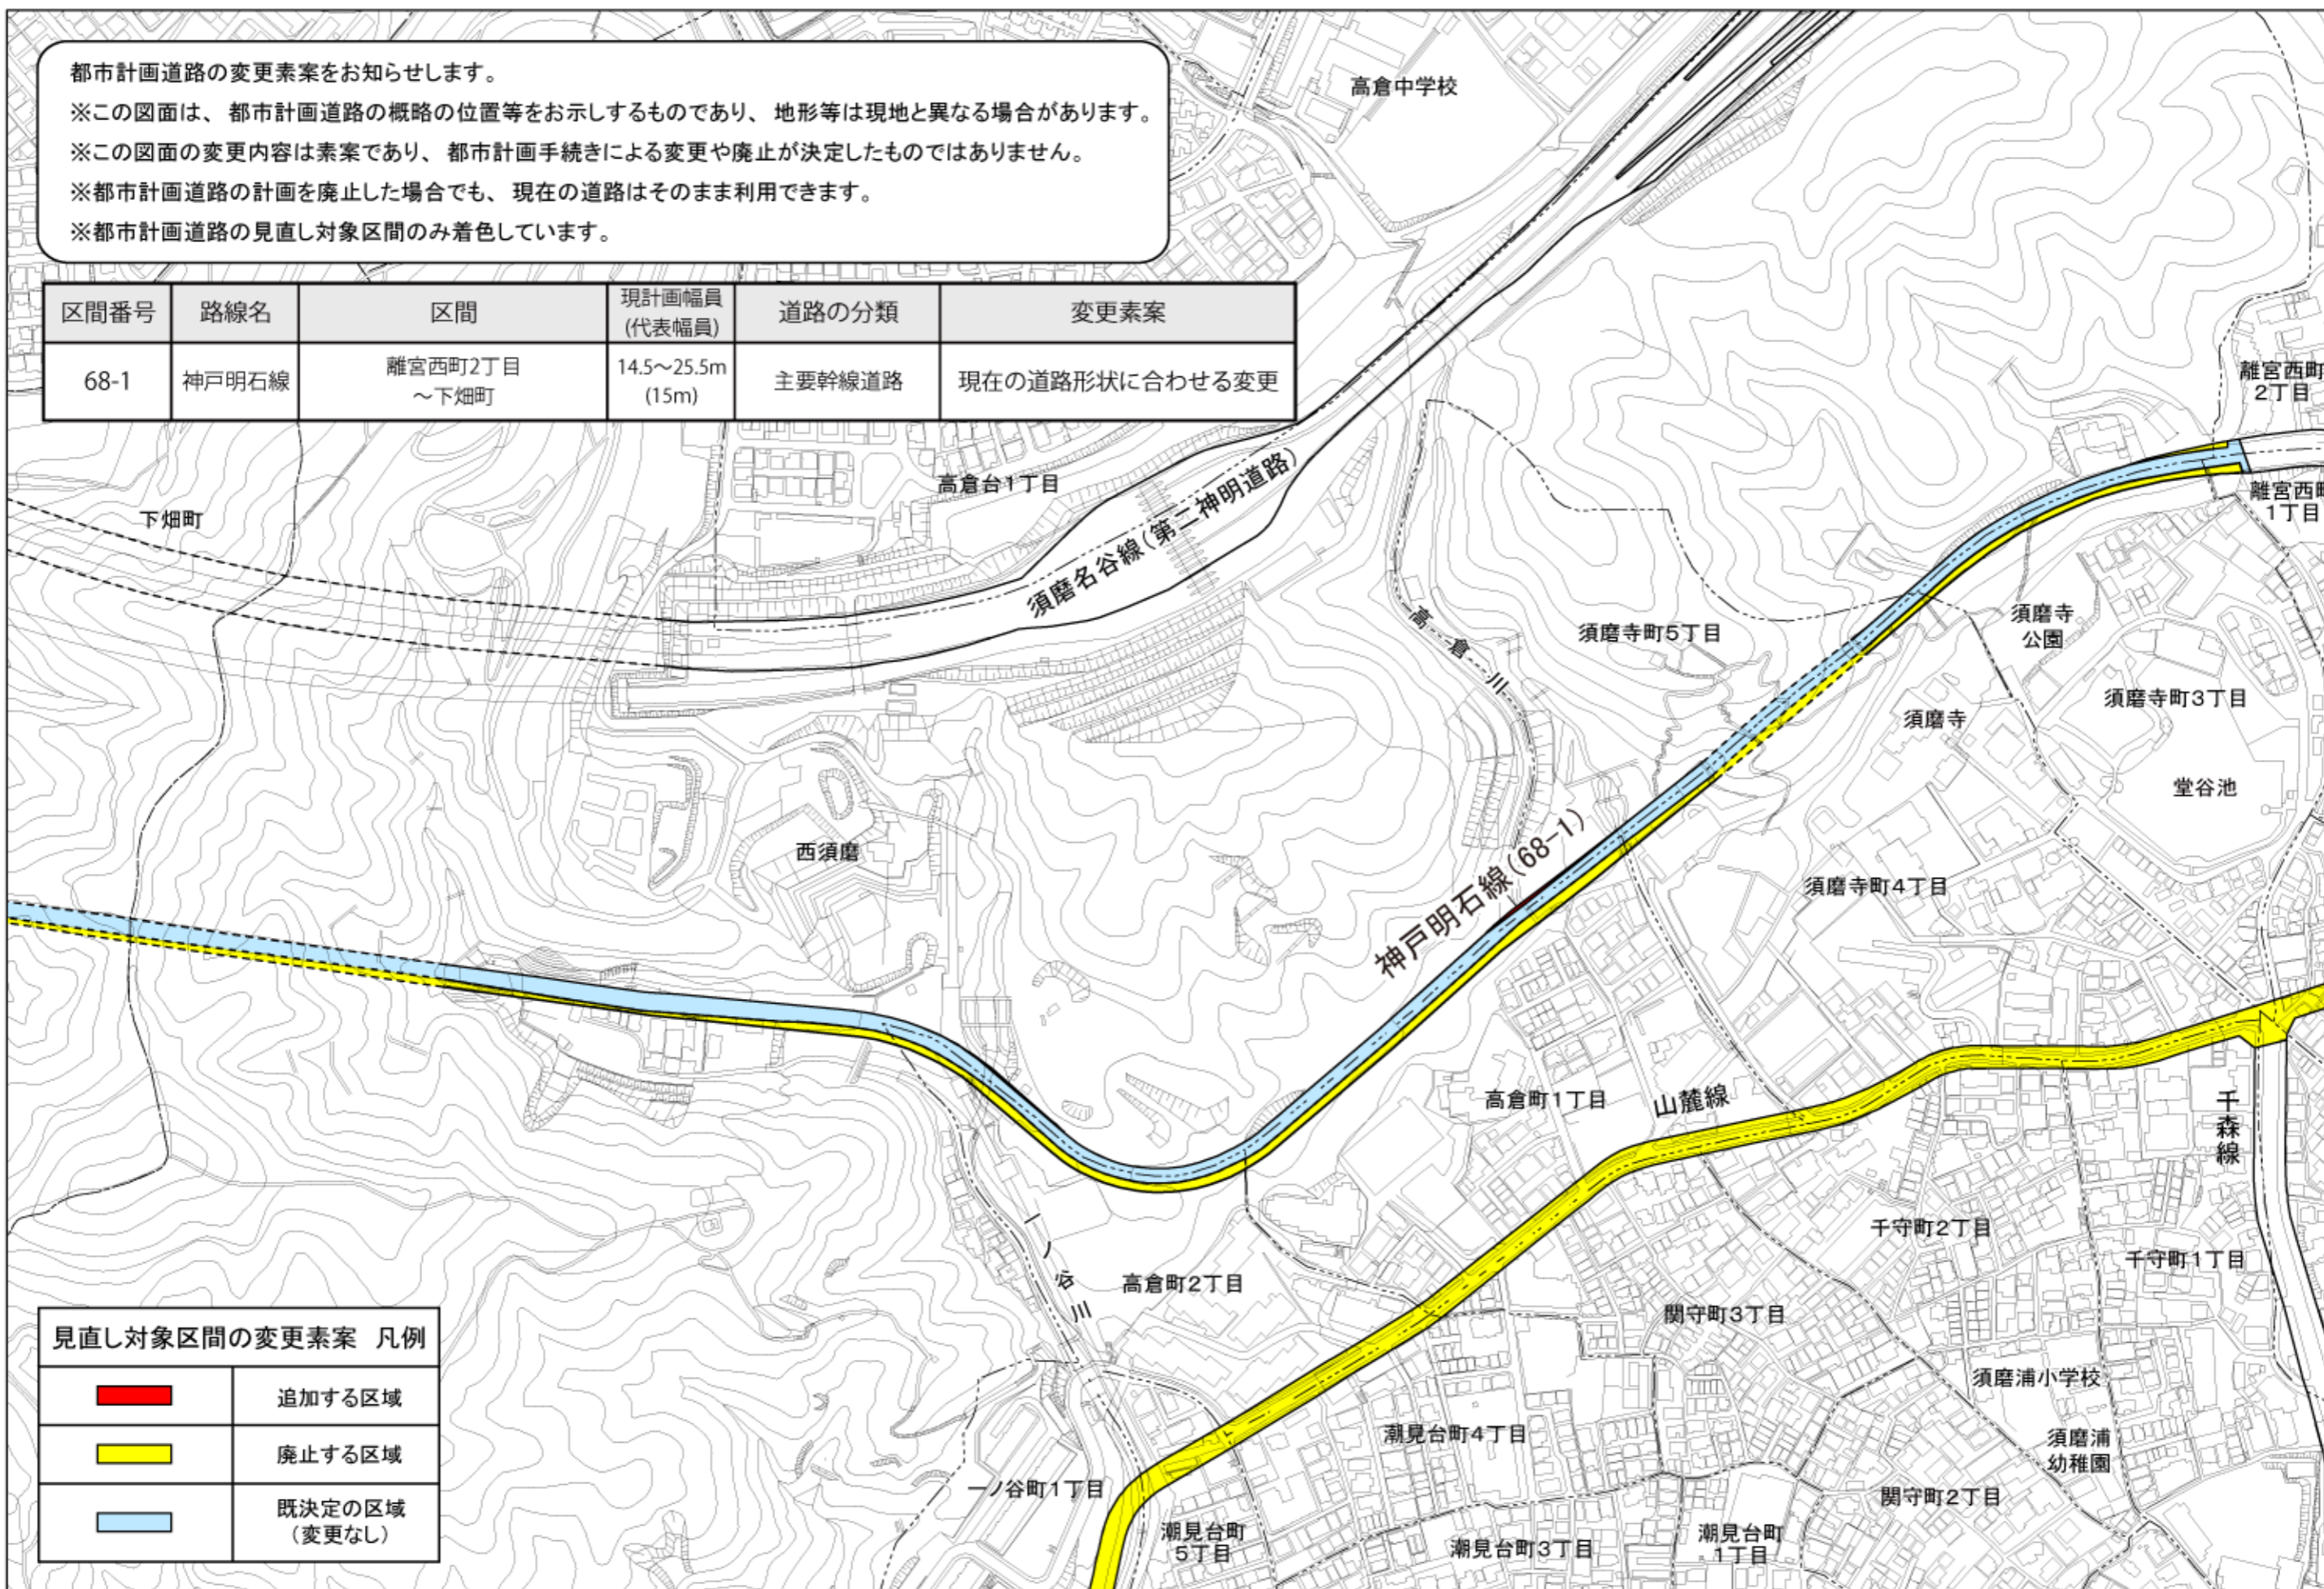 都市計画道路の変更素案をお知らせします。
※この図面は、都市計画道路の概略の位置等をお示しするものであり、地形等は現地と異なる場合があります。
※この図面の変更内容は素案であり、都市計画手続きによる変更や廃止が決定したものではありません。
※都市計画道路の計画を廃止した場合でも、現在の道路はそのまま利用できます。
※都市計画道路の見直し対象区間のみ着色しています。
区間番号 路線名 区間 現計画幅員 道路の分類 変更素案
(代表幅員)
68-1 神戸明石線 離宮西町2丁目 14.5～25.5m 主要幹線道路 現在の道路形状に合わせる変更
～下畑町 (15m)
高倉中学校
離宮西町
2丁目
離宮西町
1丁目
高倉台1丁目
下畑町
須磨名谷線(第二神明道路)
高倉川
須磨寺町5丁目
須磨寺
公園
須磨寺町3丁目
須磨寺
堂谷池
西須磨
神戸明石線(68-1)
須磨寺町4丁目
高倉町1丁目
山麓線
千森線
千守町2丁目
千守町1丁目
一ノ谷川
高倉町2丁目
関守町3丁目
須磨浦小学校
潮見台町4丁目
須磨浦
幼稚園
一ノ谷町1丁目
関守町2丁目
潮見台町
5丁目
潮見台町3丁目
潮見台町
1丁目
見直し対象区間の変更素案 凡例
追加する区域
廃止する区域
既決定の区域
(変更なし)